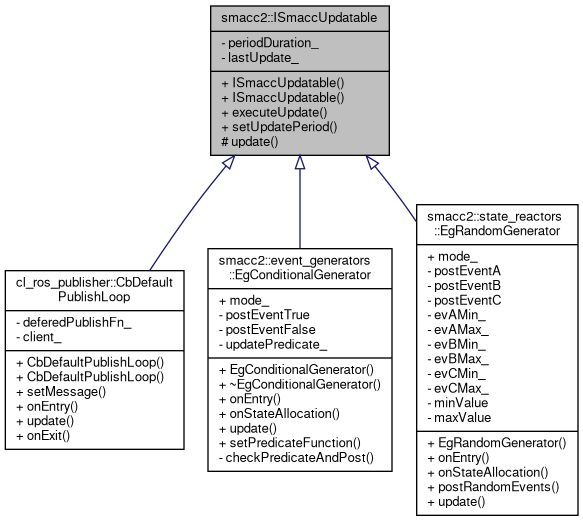 smacc2::ISmaccUpdatable
- periodDuration_
- lastUpdate_
+ ISmaccUpdatable()
+ ISmaccUpdatable()
+ executeUpdate()
+ setUpdatePeriod()
# update()
cl_ros_publisher::CbDefault
PublishLoop
- deferedPublishFn_
- client_
+ CbDefaultPublishLoop()
+ CbDefaultPublishLoop()
+ setMessage()
+ onEntry()
+ update()
+ onExit()
smacc2::event_generators
::EgConditionalGenerator
+ mode_
- postEventTrue
- postEventFalse
- updatePredicate_
+ EgConditionalGenerator()
+ ~EgConditionalGenerator()
+ onEntry()
+ onStateAllocation()
+ update()
+ setPredicateFunction()
- checkPredicateAndPost()
smacc2::state_reactors
::EgRandomGenerator
+ mode_
- postEventA
- postEventB
- postEventC
- evAMin_
- evAMax_
- evBMin_
- evBMax_
- evCMin_
- evCMax_
- minValue
- maxValue
+ EgRandomGenerator()
+ onEntry()
+ onStateAllocation()
+ postRandomEvents()
+ update()